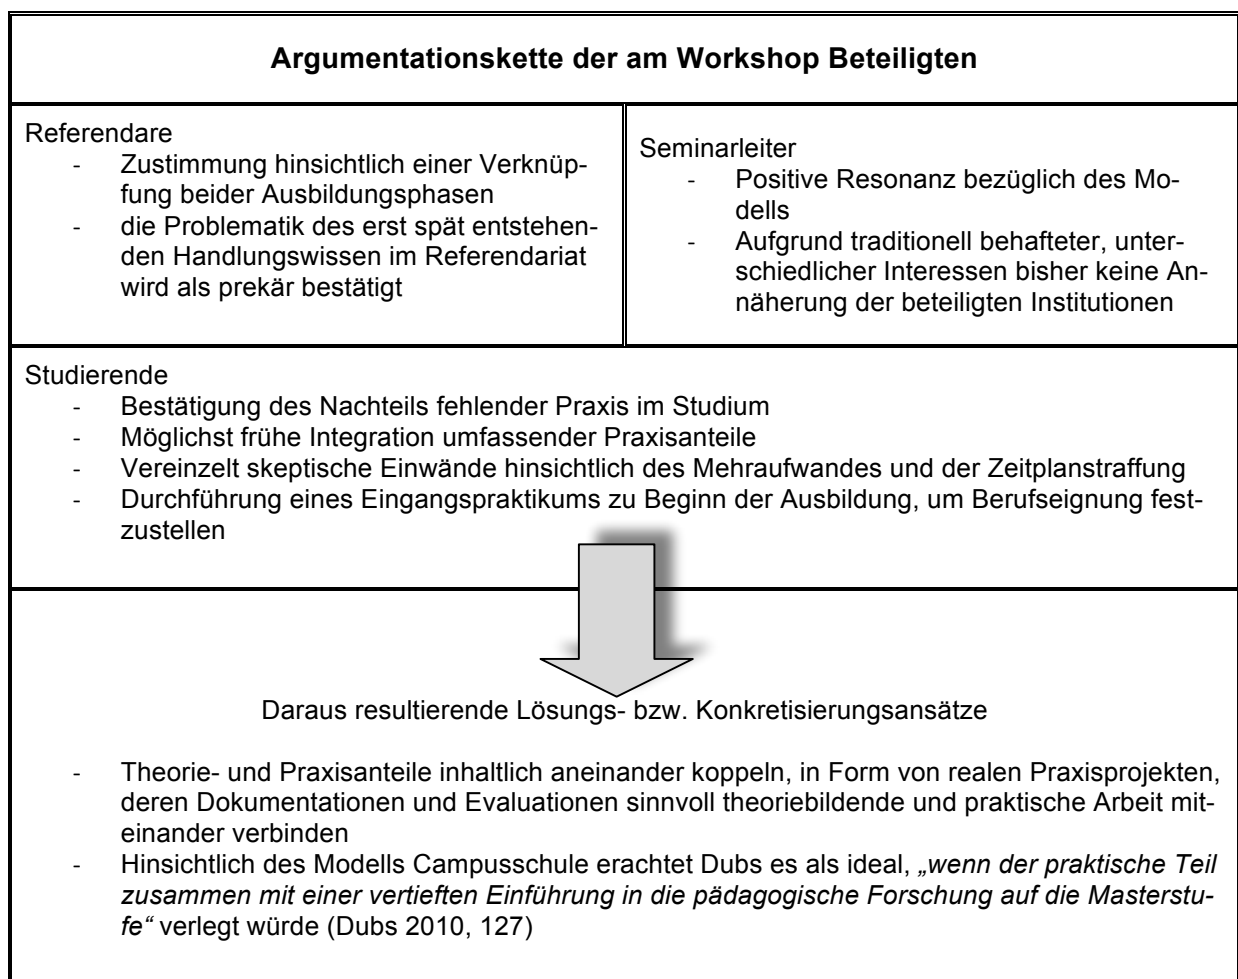 Argumentationskette der am Workshop Beteiligten
Referendare
- Zustimmung hinsichtlich einer Verknüp-
fung beider Ausbildungsphasen
- die Problematik des erst spät entstehen-
den Handlungswissen im Referendariat
wird als prekär bestätigt
Seminarleiter
- Positive Resonanz bezüglich des Mo-
dells
- Aufgrund traditionell behafteter, unter-
schiedlicher Interessen bisher keine An-
näherung der beteiligten Institutionen
Studierende
- Bestätigung des Nachteils fehlender Praxis im Studium
- Möglichst frühe Integration umfassender Praxisanteile
- Vereinzelt skeptische Einwände hinsichtlich des Mehraufwandes und der Zeitplanstraffung
- Durchführung eines Eingangspraktikums zu Beginn der Ausbildung, um Berufseignung fest-
zustellen
Daraus resultierende Lösungs- bzw. Konkretisierungsansätze
- Theorie- und Praxisanteile inhaltlich aneinander koppeln, in Form von realen Praxisprojekten,
deren Dokumentationen und Evaluationen sinnvoll theoriebildende und praktische Arbeit mit-
einander verbinden
- Hinsichtlich des Modells Campusschule erachtet Dubs es als ideal, „wenn der praktische Teil
zusammen mit einer vertieften Einführung in die pädagogische Forschung auf die Masterstu-
fe“ verlegt würde (Dubs 2010, 127)